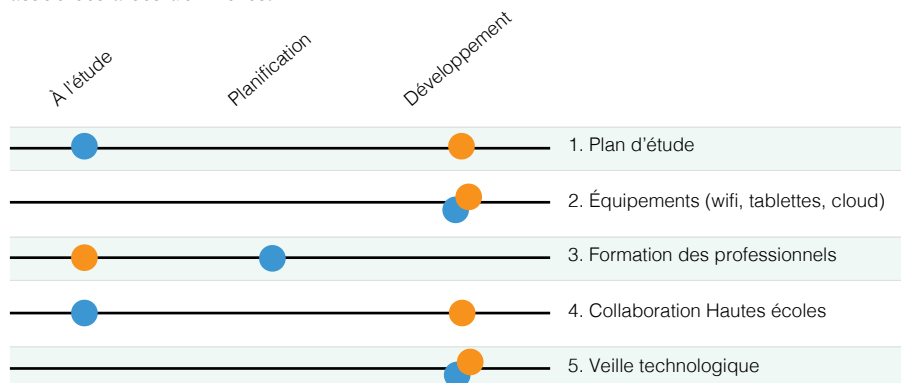 À l'étude
Planification
Développement
1. Plan d'étude
2. Équipements (wifi, tablettes, cloud)
3. Formation des professionnels
4. Collaboration Hautes écoles
5. Veille technologique